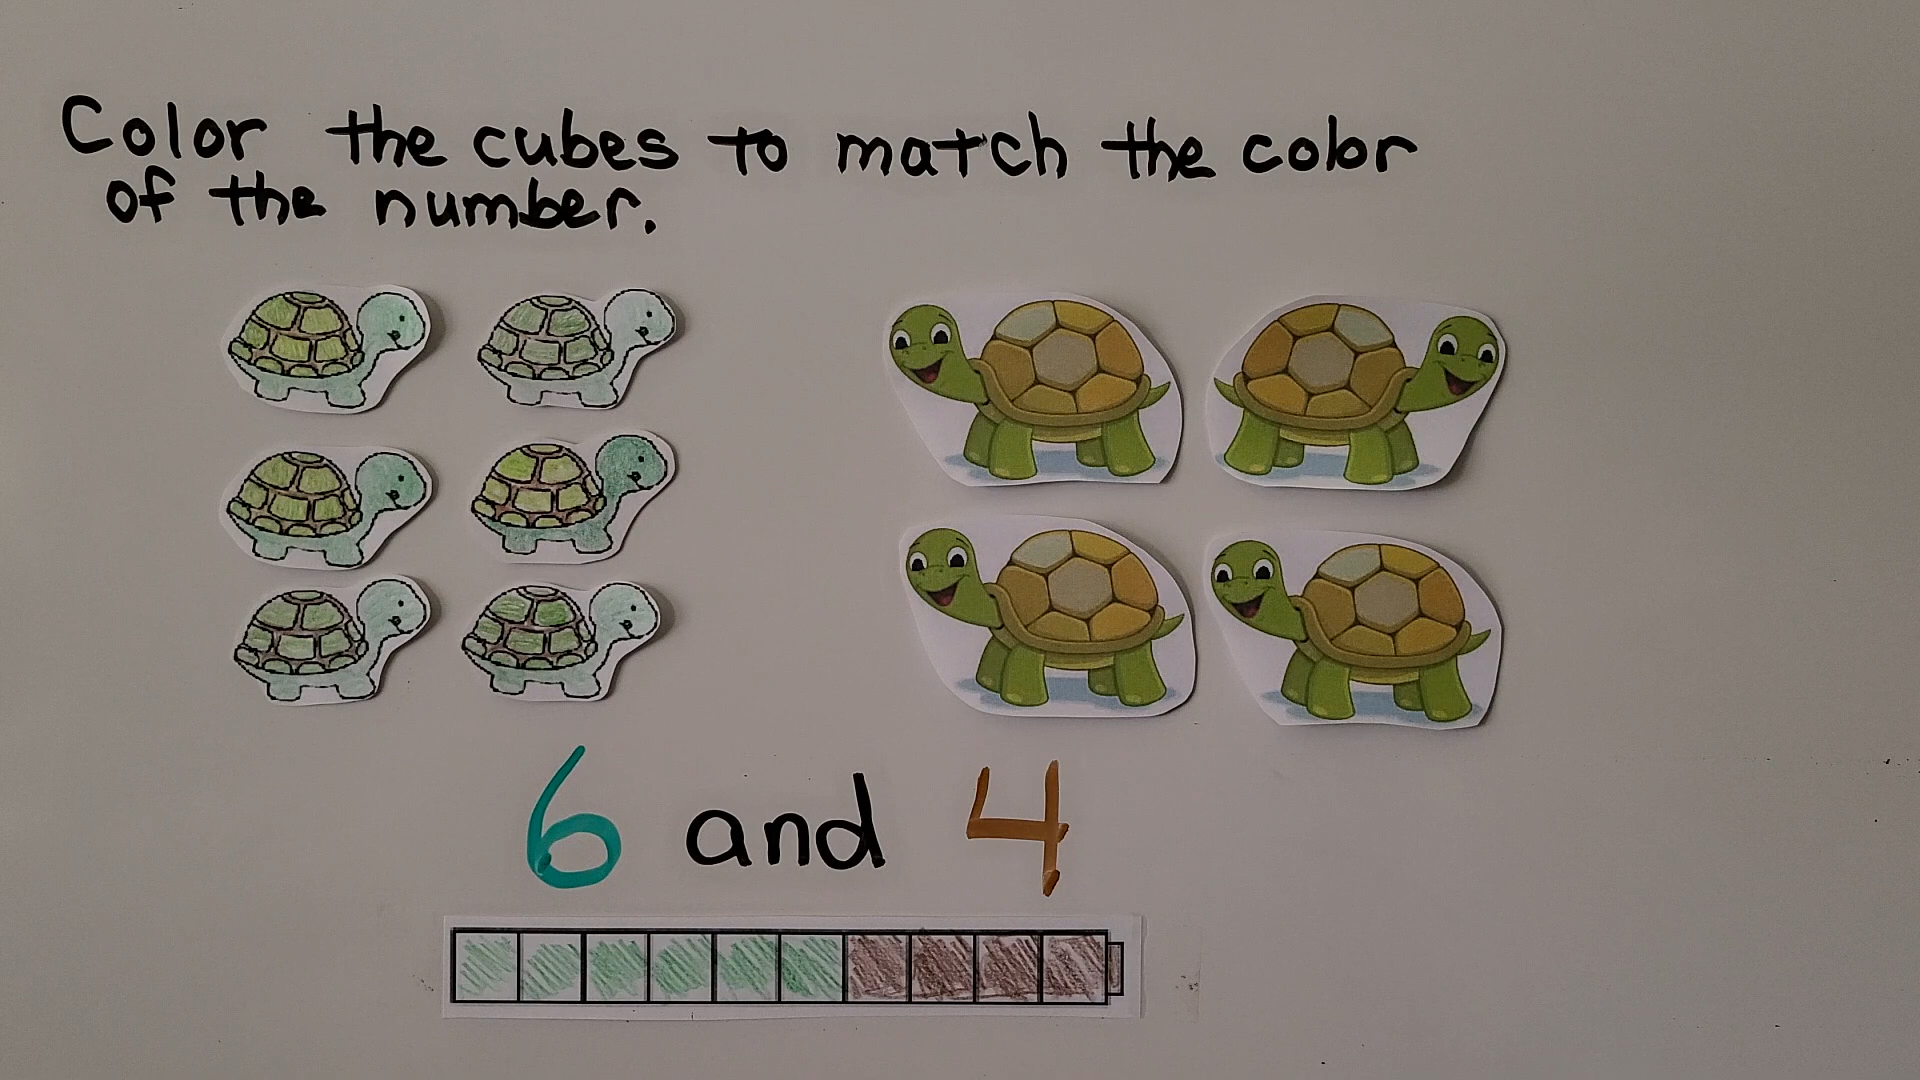 Color the cubes to match the color
of the number.
6 and 4